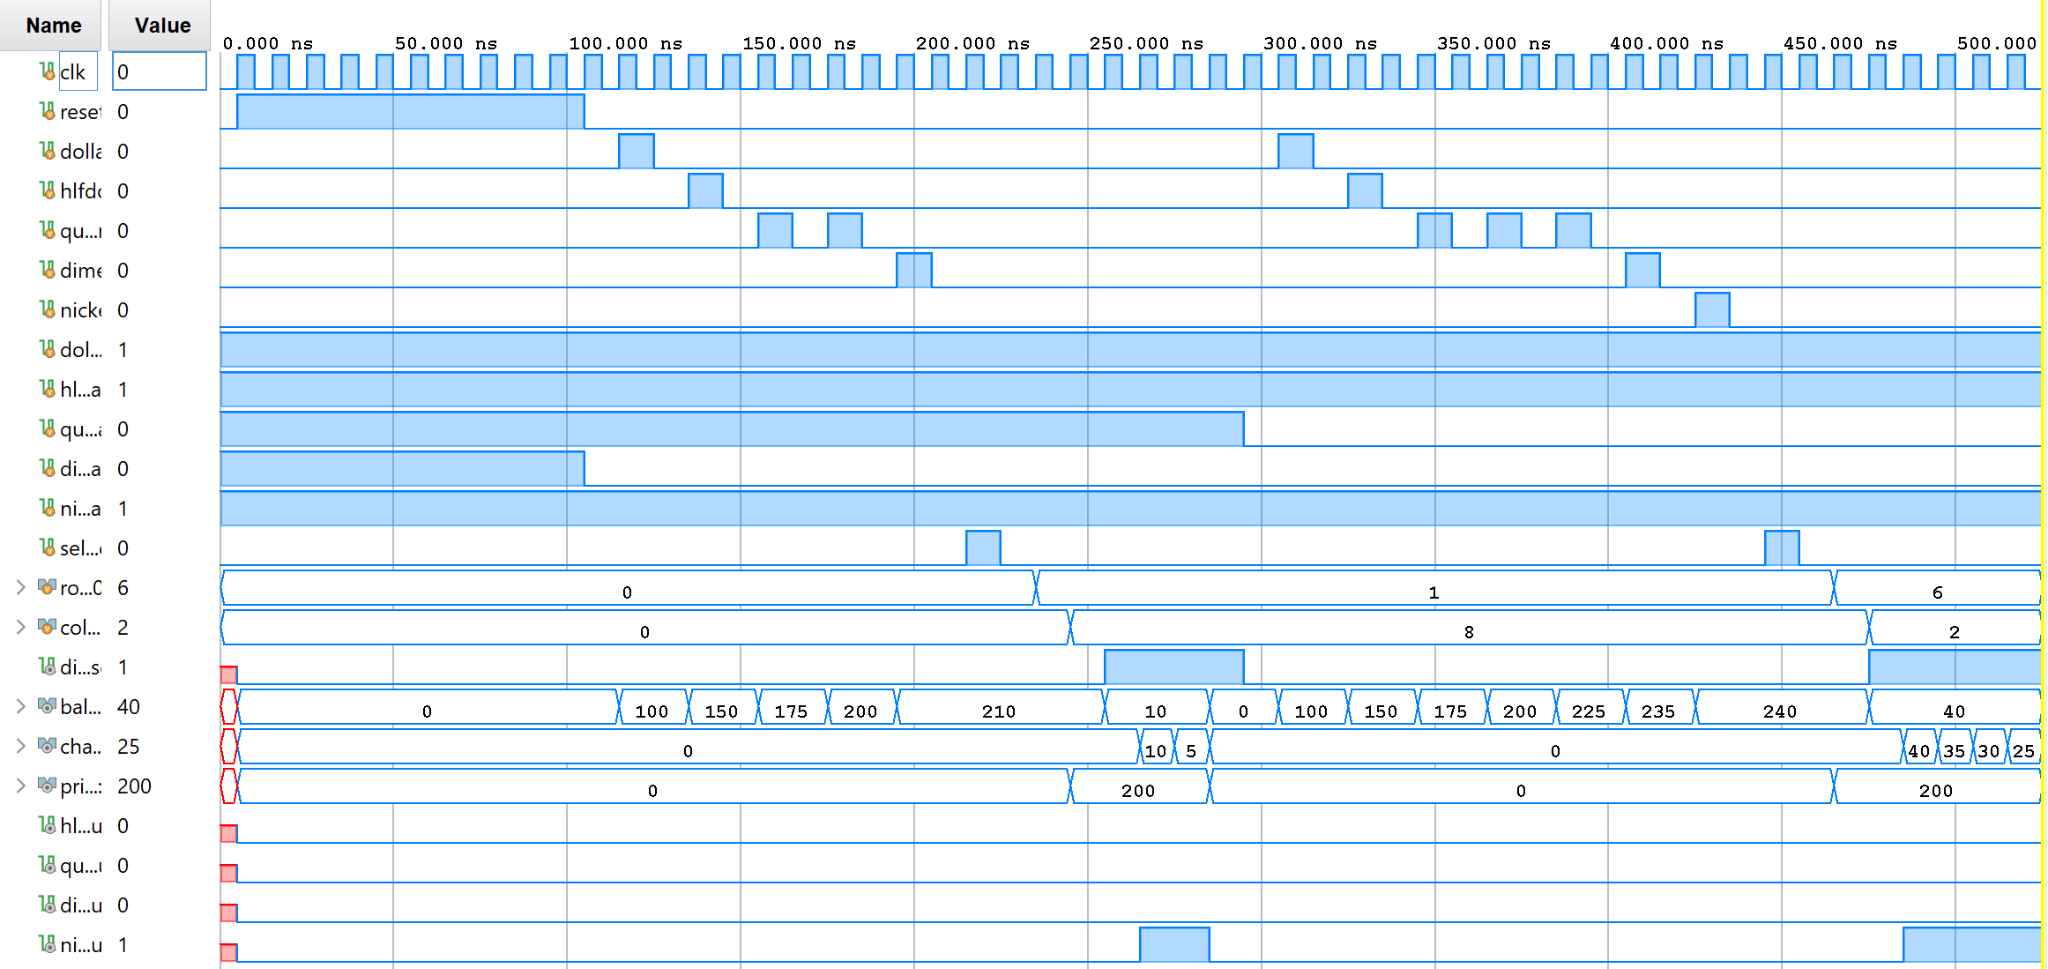 Name Value
0.000 ns 50.000 ns 100.000 ns 150.000 ns 200.000 ns 250.000 ns 300.000 ns 350.000 ns 400.000 ns 450.000 ns 500.000
clk 0
reset 0
dolla 0
hlfdo 0
qu...r 0
dime 0
nicke 0
dol... 1
hl...a 1
qu...a 0
di...a 0
ni...a 1
sel... 0
ro...0 6 0 1 6
col... 2 0 8 2
di...s 1
bal... 40 0 100 150 175 200 210 10 0 100 150 175 200 225 235 240 40
cha... 25 0 10 5 0 40 35 30 25
pri...: 200 0 200 0 200
hl...u 0
qu...u 0
di...u 0
ni...u 1